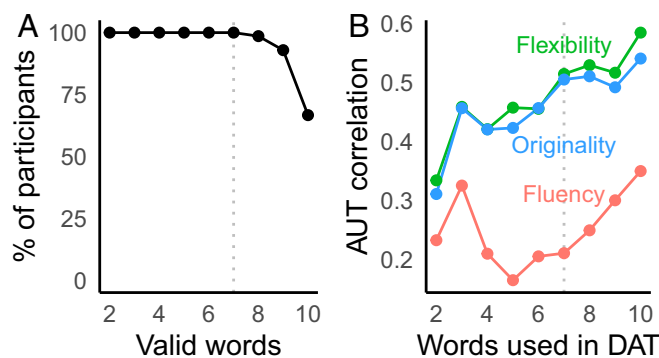 A
% of participants
100
75
50
25
0
2 4 6 8 10
Valid words
B
AUT correlation
0.6
0.5
0.4
0.3
0.2
Flexibility
Originality
Fluency
2 4 6 8 10
Words used in DAT